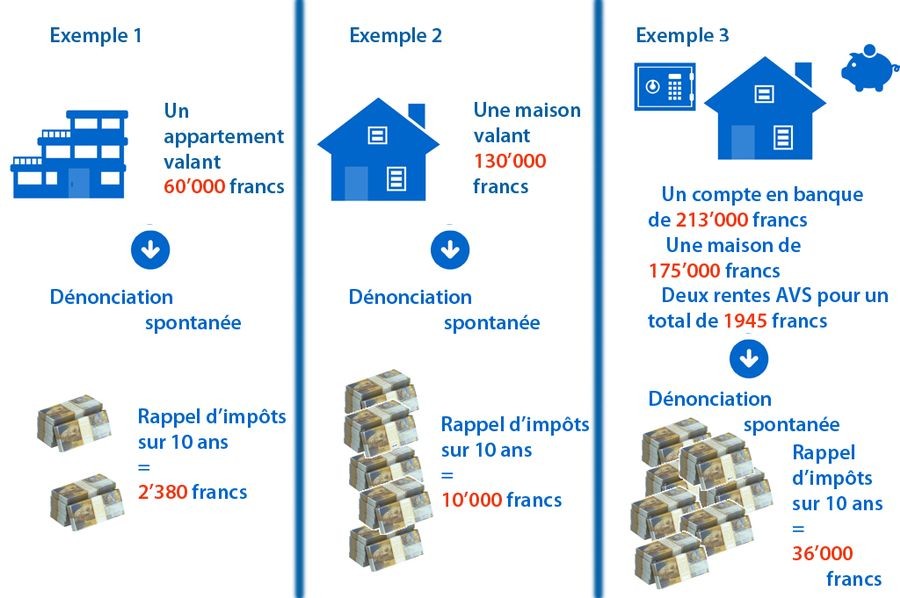 Exemple 1
Un
appartement
valant
60’000 francs
Dénonciation
spontanée
Rappel d’impôts
sur 10 ans
=
2’380 francs
Exemple 2
Une maison
valant
130’000
francs
Dénonciation
spontanée
Rappel d’impôts
sur 10 ans
=
10’000 francs
Exemple 3
Un compte en banque
de 213’000 francs
Une maison de
175’000 francs
Deux rentes AVS pour un
total de 1945 francs
Dénonciation
spontanée
Rappel
d’impôts
sur 10 ans
=
36’000
francs